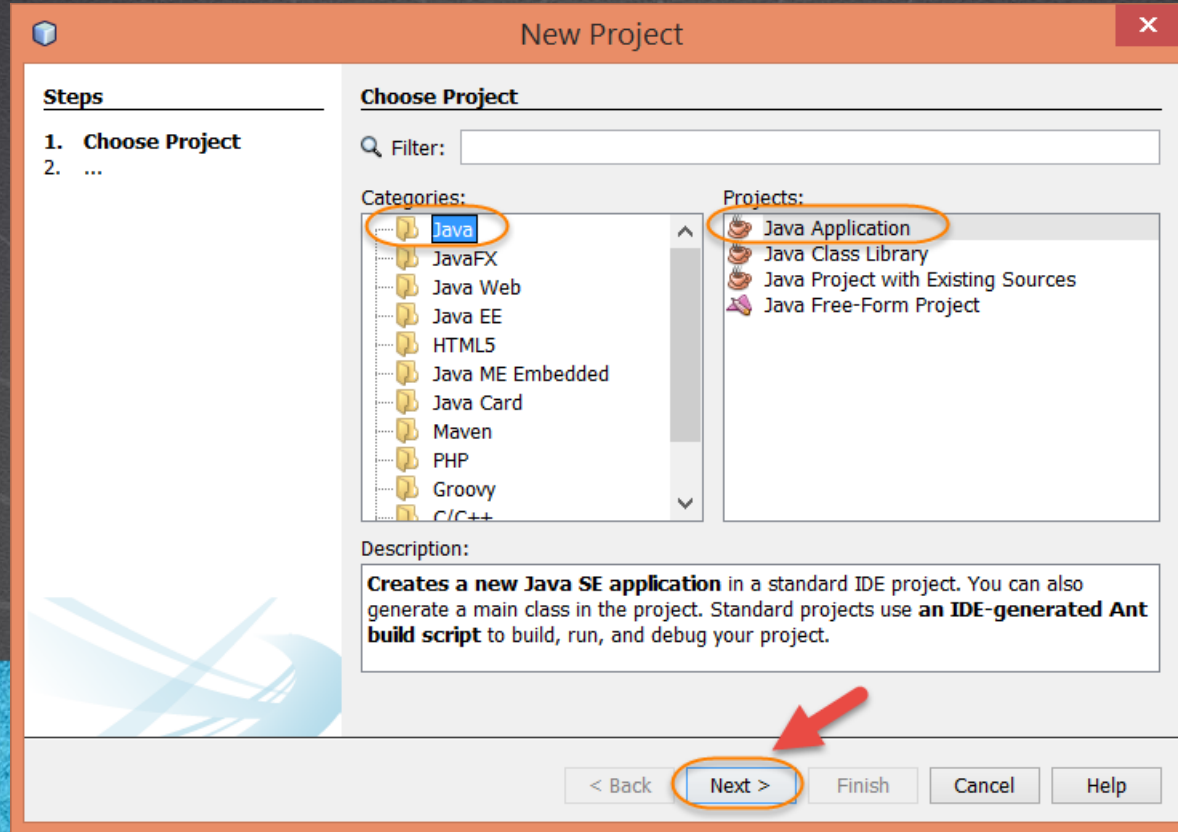 New Project
Steps
1. Choose Project
2. ...
Choose Project
Filter:
Categories:
Java
JavaFX
Java Web
Java EE
HTML5
Java ME Embedded
Java Card
Maven
PHP
Groovy
C/C++
Projects:
Java Application
Java Class Library
Java Project with Existing Sources
Java Free-Form Project
Description:
Creates a new Java SE application in a standard IDE project. You can also
generate a main class in the project. Standard projects use an IDE-generated Ant
build script to build, run, and debug your project.
< Back
Next >
Finish
Cancel
Help